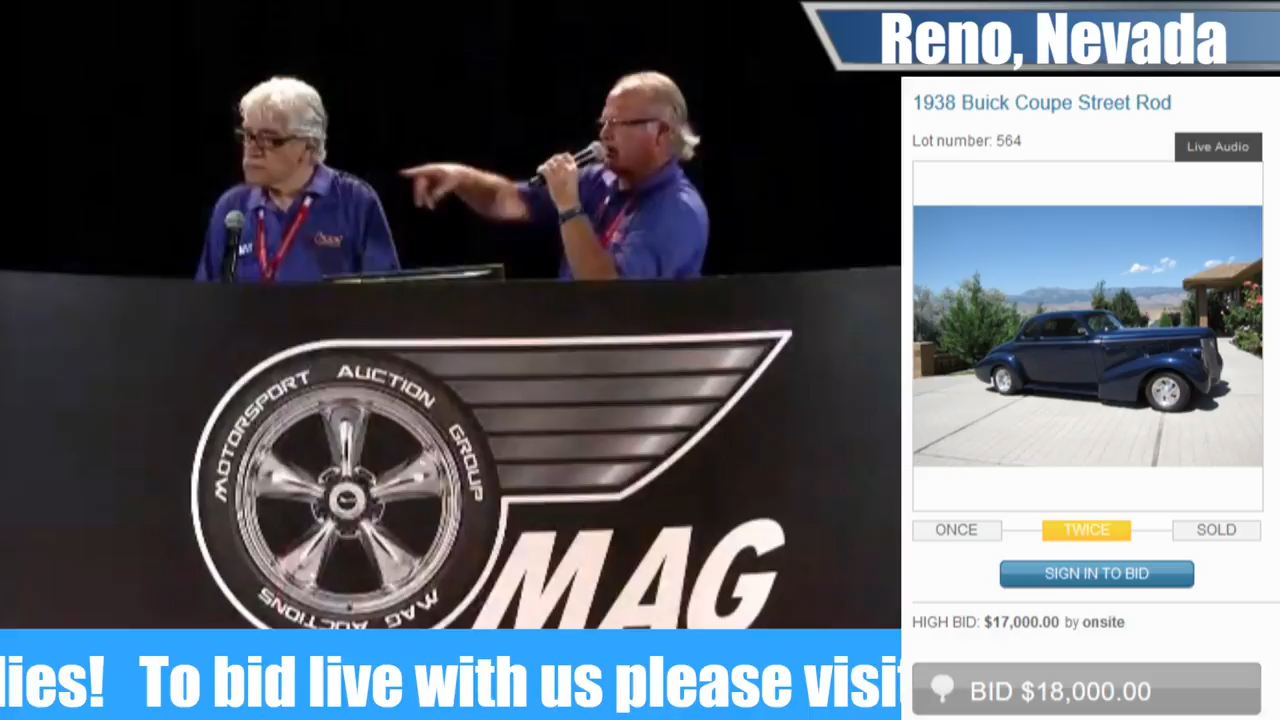 Reno, Nevada
1938 Buick Coupe Street Rod
Lot number: 564
Live Audio
MOTORSPORT AUCTION GROUP
MAG AUCTIONS
MAG
ONCE
TWICE
SOLD
SIGN IN TO BID
HIGH BID: $17,000.00 by onsite
BID $18,000.00
lies! To bid live with us please visit